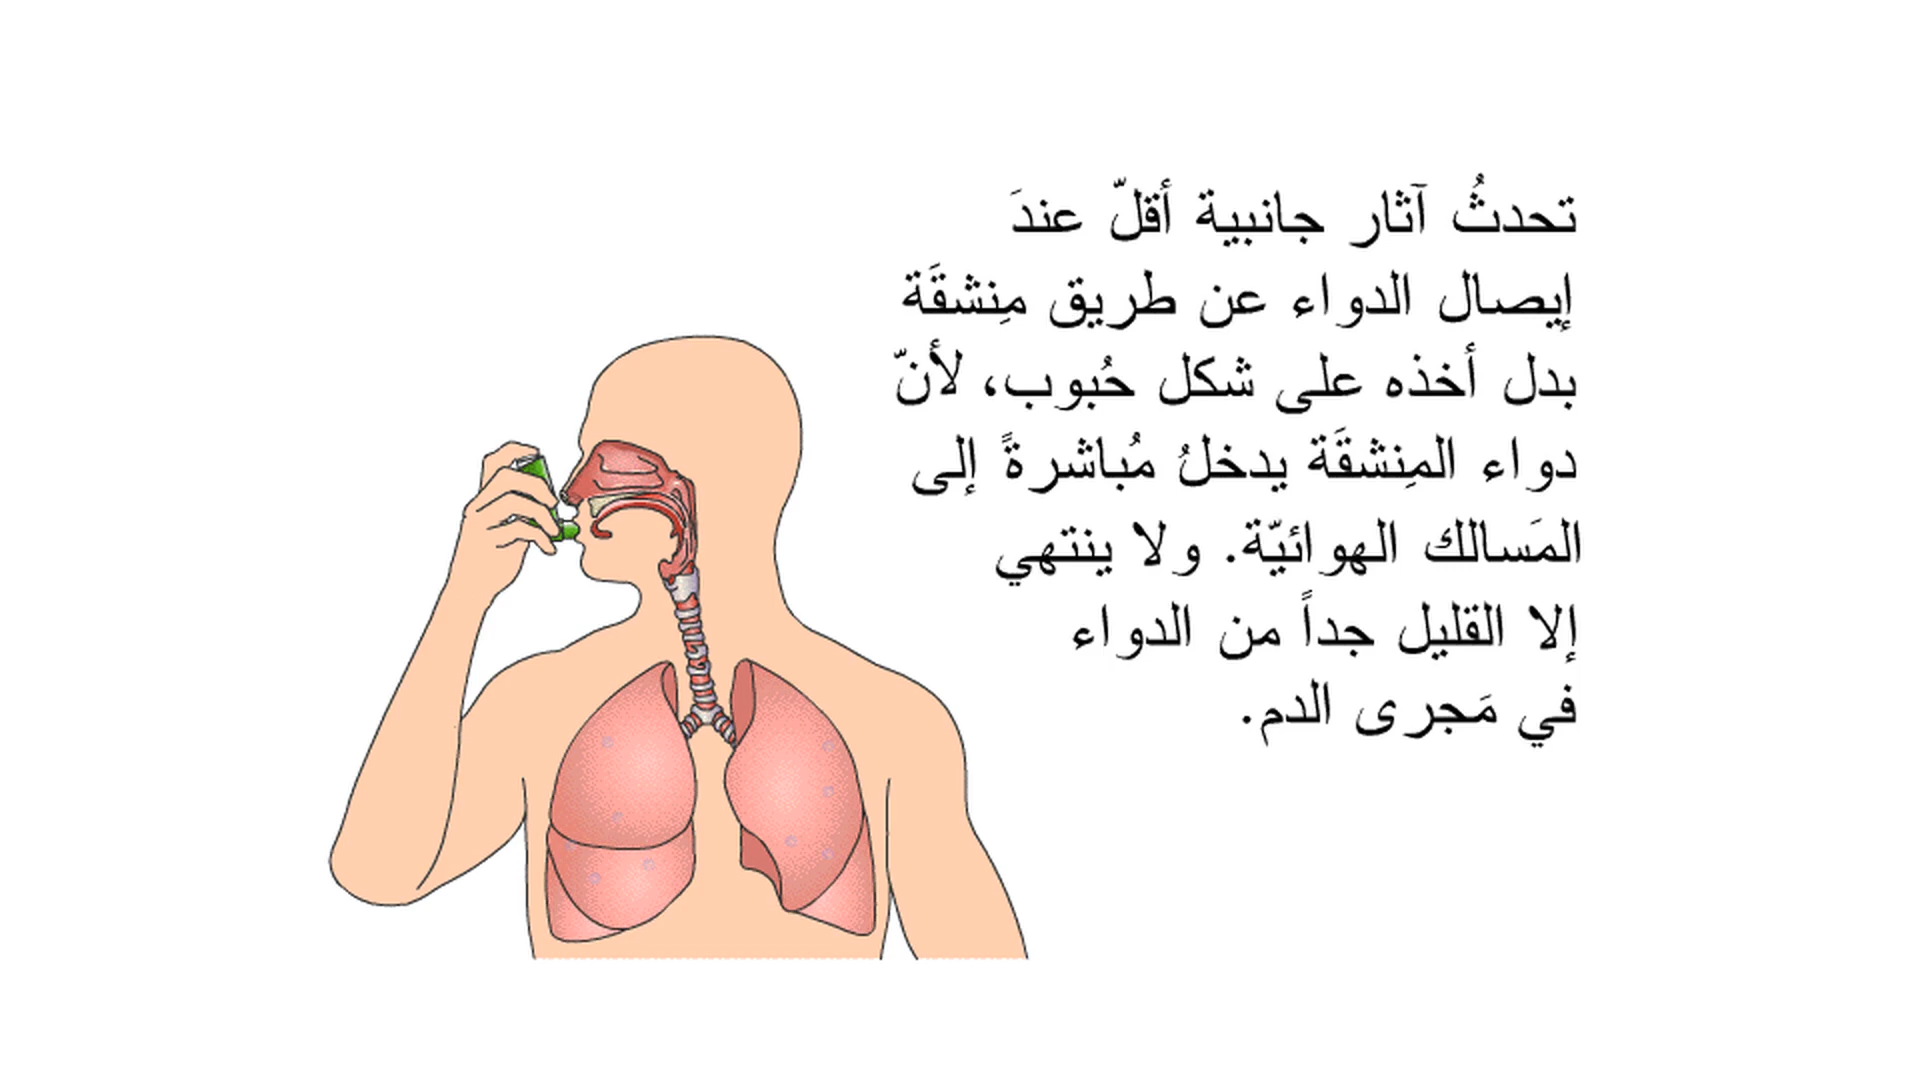 تحدثُ آثار جانبية أقلّ عندَ
إيصال الدواء عن طريق مِنشقَة
بدل أخذه على شكل حُبوب، لأنّ
دواء المِنشقَة يدخلُ مُباشرةً إلى
المَسالك الهوائيّة. ولا ينتهي
إلا القليل جداً من الدواء
في مَجرى الدم.